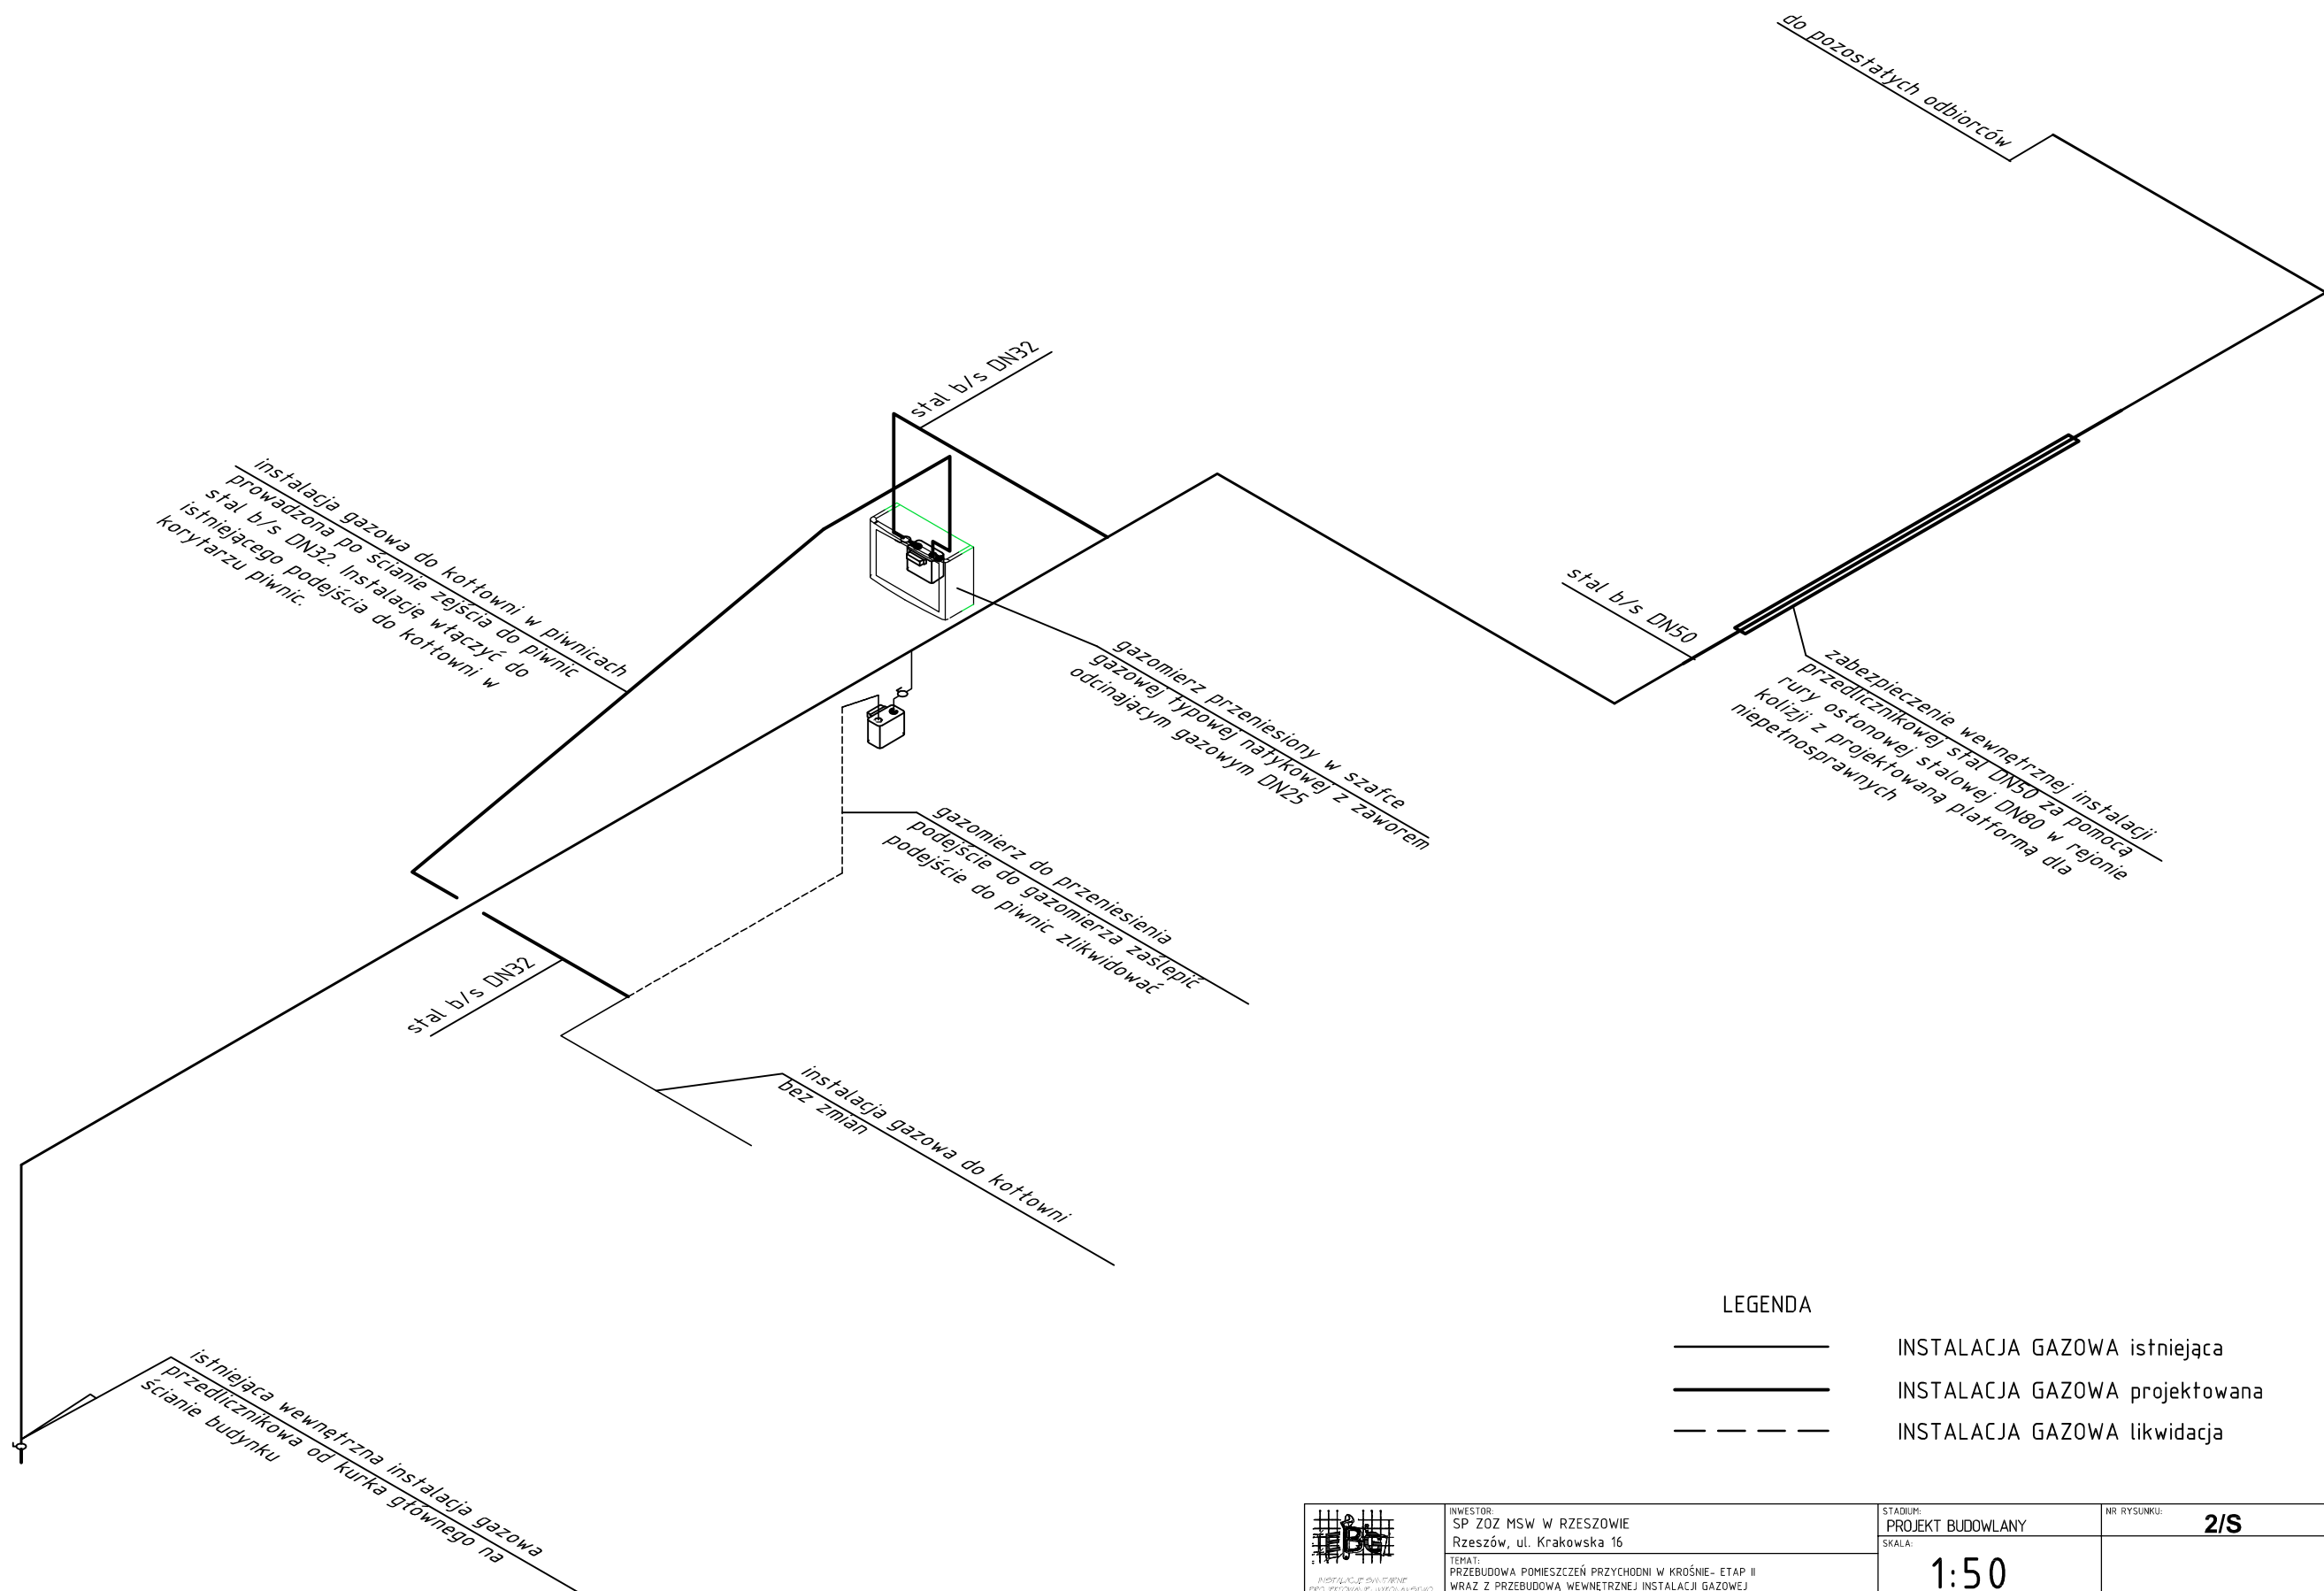 do pozostałych odbiorców
stal b/s DN32
instalacja gazowa do kotłowni w piwnicach
prowadzona po ścianie zejścia do piwnic
stal b/s DN32. Instalację włączyć do
istniejącego podejścia do kotłowni w
korytarzu piwnic.
stal b/s DN50
gazomierz przeniesiony w szafce
gazowej typowej natykowej z zaworem
odcinającym gazowym DN25
zabezpieczenie wewnętrznej instalacji
przedlicznikowej stal DN50 za pomocą
rury osłonowej stalowej DN80 w rejonie
kolizji z projektowaną platformą dla
niepełnosprawnych
gazomierz do przeniesienia
podejście do gazomierza zaślepić
podejście do piwnic zlikwidować
stal b/s DN32
instalacja gazowa do kotłowni
bez zmian
istniejąca wewnętrzna instalacja gazowa
przedlicznikowa od kurka głównego na
ścianie budynku
LEGENDA
INSTALACJA GAZOWA istniejąca
INSTALACJA GAZOWA projektowana
INSTALACJA GAZOWA likwidacja
EBG
INSTALACJE SANITARNE
INWESTOR:
SP ZOZ MSW W RZESZOWIE
Rzeszów, ul. Krakowska 16
TEMAT:
PRZEBUDOWA POMIESZCZEŃ PRZYCHODNI W KROŚNIE- ETAP II
WRAZ Z PRZEBUDOWĄ WEWNĘTRZNEJ INSTALACJI GAZOWEJ
STADIUM:
PROJEKT BUDOWLANY
SKALA:
1:50
NR RYSUNKU:
2/S